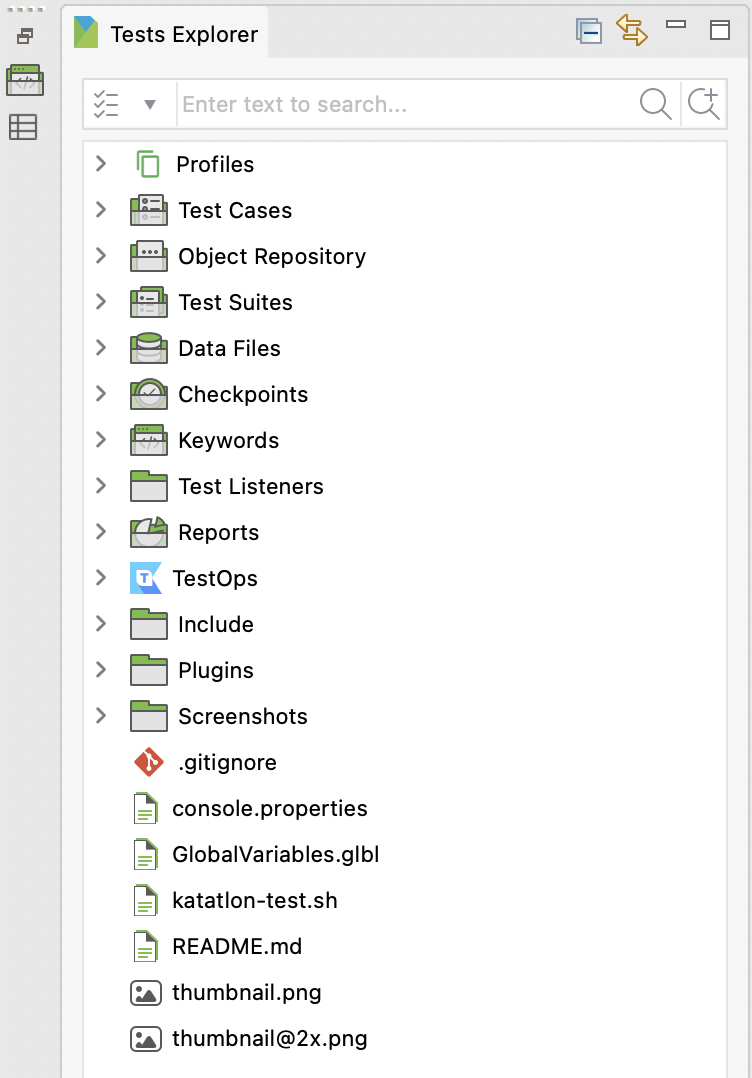 Tests Explorer
Enter text to search...
Profiles
Test Cases
Object Repository
Test Suites
Data Files
Checkpoints
Keywords
Test Listeners
Reports
TestOps
Include
Plugins
Screenshots
.gitignore
console.properties
GlobalVariables.glbl
katatlon-test.sh
README.md
thumbnail.png
thumbnail@2x.png